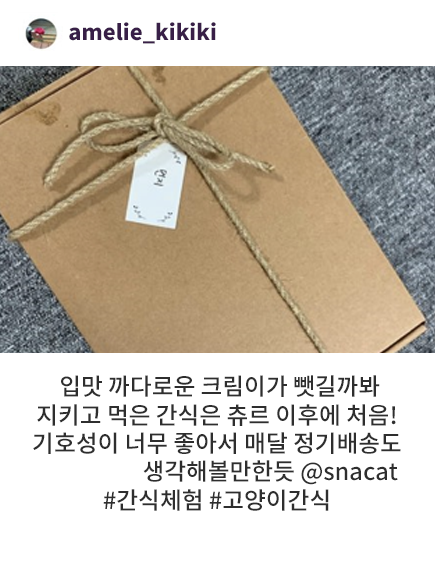 amelie_kikiki
연지
입맛 까다로운 크림이가 뺏길까봐
지키고 먹은 간식은 츄르 이후에 처음!
기호성이 너무 좋아서 매달 정기배송도
생각해볼만한듯 @snacat
#간식체험 #고양이간식